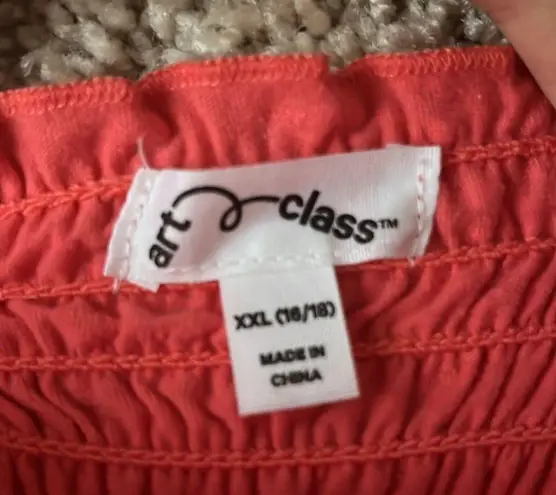 art class™
XXL (16/18)
MADE IN
CHINA